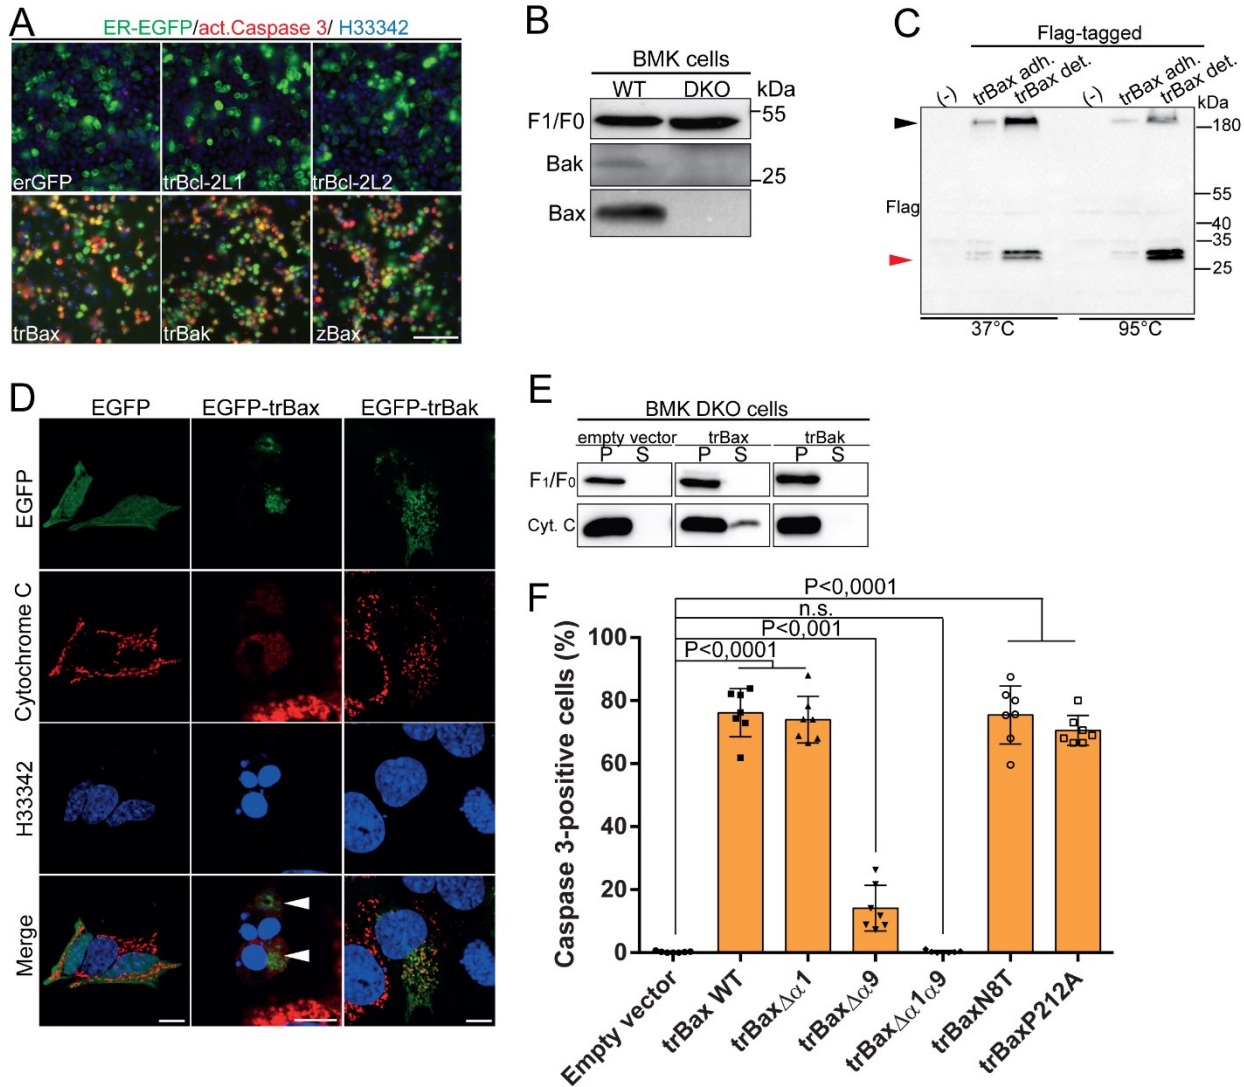 A
ER-EGFP/act.Caspase 3/ H33342
erGFP
trBcl-2L1
trBcl-2L2
trBax
trBak
zBax
B
BMK cells
WT DKO kDa
F1/F0
55
Bak
25
Bax
C
Flag-tagged
(-) trBax adh. trBax det. (-) trBax adh. trBax det.
kDa
180
55
Flag
40
35
25
37°C 95°C
D
EGFP EGFP-trBax EGFP-trBak
EGFP
Cytochrome C
H33342
Merge
E
BMK DKO cells
empty vector trBax trBak
P S P S P S
F1/F0
Cyt. C
F
P<0,0001
n.s.
P<0,001
P<0,0001
Caspase 3-positive cells (%)
100
80
60
40
20
0
Empty vector
trBax WT
trBaxΔα1
trBaxΔα9
trBaxΔα1α9
trBaxN8T
trBaxP212A